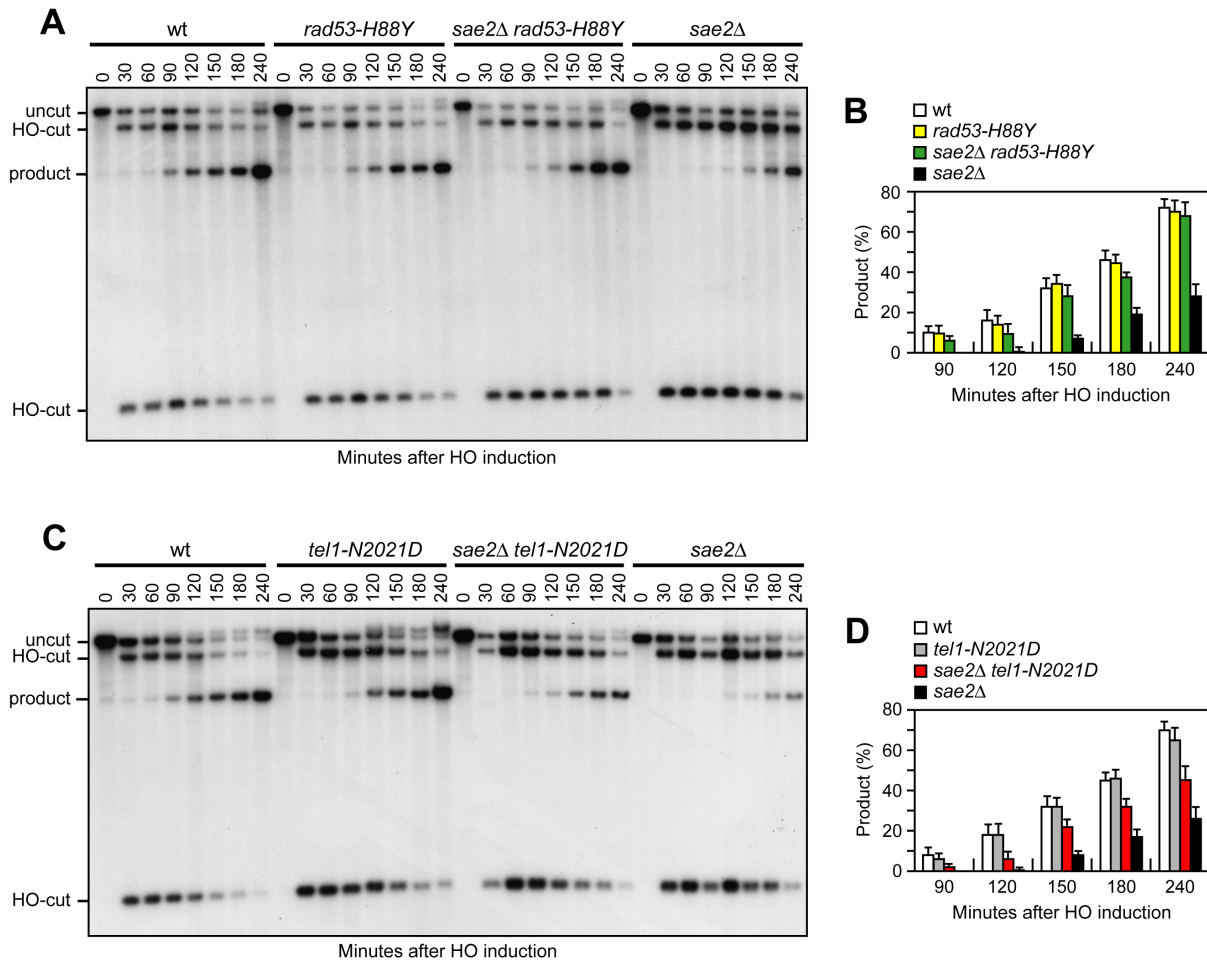 A
wt rad53-H88Y sae2Δ rad53-H88Y sae2Δ
0 30 60 90 120 150 180 240 0 30 60 90 120 150 180 240 0 30 60 90 120 150 180 240 0 30 60 90 120 150 180 240
uncut
HO-cut
product
HO-cut
Minutes after HO induction
B
wt
rad53-H88Y
sae2Δ rad53-H88Y
sae2Δ
Product (%)
80
60
40
20
0
90 120 150 180 240
Minutes after HO induction
C
wt tel1-N2021D sae2Δ tel1-N2021D sae2Δ
0 30 60 90 120 150 180 240 0 30 60 90 120 150 180 240 0 30 60 90 120 150 180 240 0 30 60 90 120 150 180 240
uncut
HO-cut
product
HO-cut
Minutes after HO induction
D
wt
tel1-N2021D
sae2Δ tel1-N2021D
sae2Δ
Product (%)
80
60
40
20
0
90 120 150 180 240
Minutes after HO induction